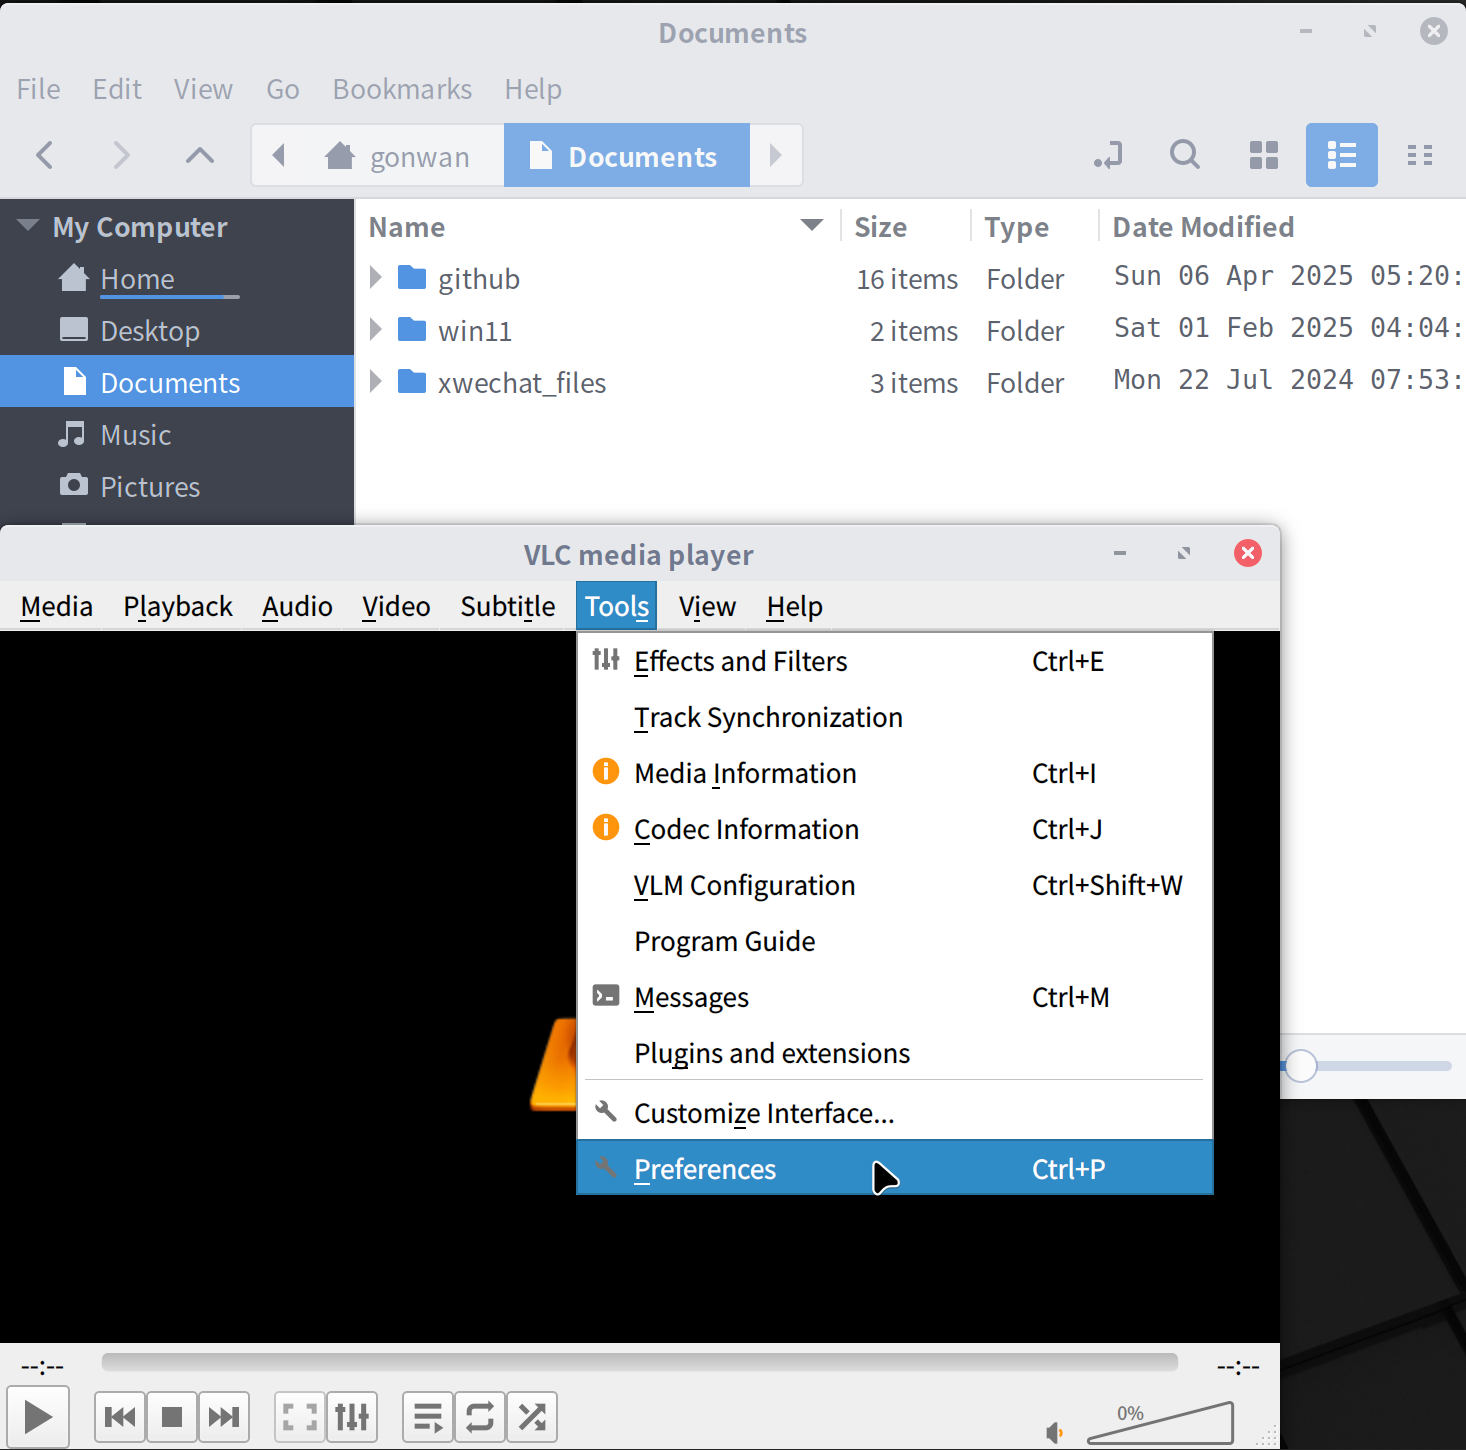 Documents
File Edit View Go Bookmarks Help
gonwan Documents
My Computer
Home
Desktop
Documents
Music
Pictures
Name Size Type Date Modified
github 16 items Folder Sun 06 Apr 2025 05:20:
win11 2 items Folder Sat 01 Feb 2025 04:04:
xwechat_files 3 items Folder Mon 22 Jul 2024 07:53:
VLC media player
Media Playback Audio Video Subtitle Tools View Help
Effects and Filters Ctrl+E
Track Synchronization
Media Information Ctrl+I
Codec Information Ctrl+J
VLM Configuration Ctrl+Shift+W
Program Guide
Messages Ctrl+M
Plugins and extensions
Customize Interface...
Preferences Ctrl+P
--:-- --:--
0%